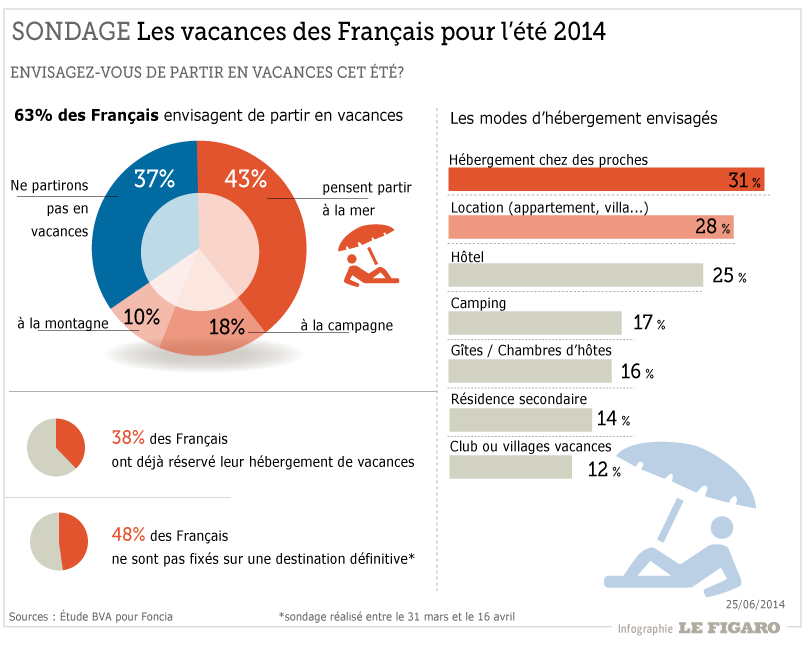 SONDAGE Les vacances des Français pour l'été 2014
ENVISAGEZ-VOUS DE PARTIR EN VACANCES CET ÉTÉ?
63% des Français envisagent de partir en vacances
Ne partirons
pas en
vacances
37%
43%
pensent partir
à la mer
à la montagne
10%
18%
à la campagne
38% des Français
ont déjà réservé leur hébergement de vacances
48% des Français
ne sont pas fixés sur une destination définitive*
Les modes d'hébergement envisagés
Hébergement chez des proches
31 %
Location (appartement, villa...)
28 %
Hôtel
25 %
Camping
17 %
Gîtes / Chambres d'hôtes
16 %
Résidence secondaire
14 %
Club ou villages vacances
12 %
25/06/2014
Sources : Étude BVA pour Foncia
*sondage réalisé entre le 31 mars et le 16 avril
Infographie LE FIGARO